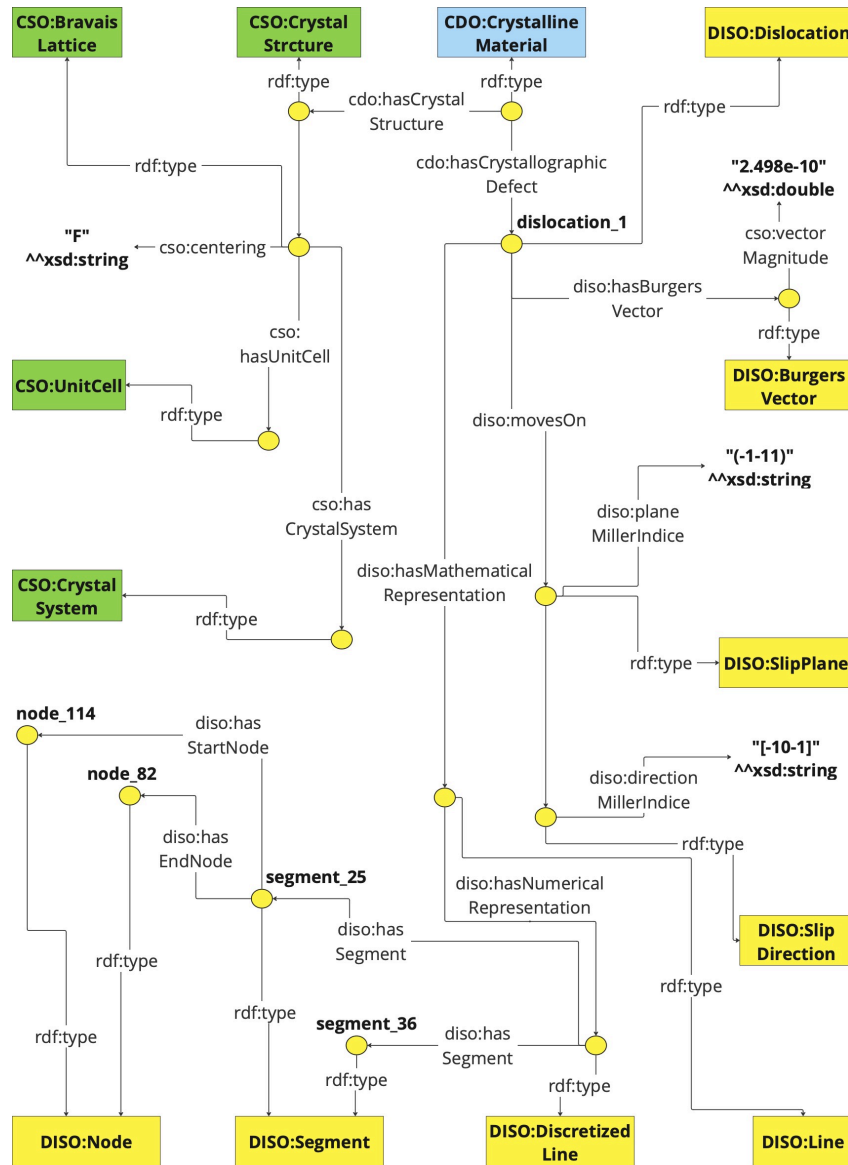 CSO:Bravais
Lattice
CSO:Crystal
Strcture
CDO:Crystalline
Material
DISO:Dislocation
rdf:type
rdf:type
cdo:hasCrystal
Structure
rdf:type
rdf:type
cdo:hasCrystallographic
Defect
"2.498e-10"
^^xsd:double
dislocation_1
"F"
^^xsd:string
cso:centering
cso:vector
Magnitude
diso:hasBurgers
Vector
cso:
hasUnitCell
rdf:type
CSO:UnitCell
rdf:type
DISO:Burgers
Vector
diso:movesOn
"(-1-11)"
^^xsd:string
cso:has
CrystalSystem
diso:plane
MillerIndice
diso:hasMathematical
Representation
CSO:Crystal
System
rdf:type
rdf:type
DISO:SlipPlane
node_114
diso:has
StartNode
"[-10-1]"
^^xsd:string
node_82
diso:direction
MillerIndice
diso:has
EndNode
rdf:type
segment_25
diso:hasNumerical
Representation
diso:has
Segment
DISO:Slip
Direction
rdf:type
rdf:type
rdf:type
segment_36
diso:has
Segment
rdf:type
rdf:type
rdf:type
DISO:Node
DISO:Segment
DISO:Discretized
Line
DISO:Line